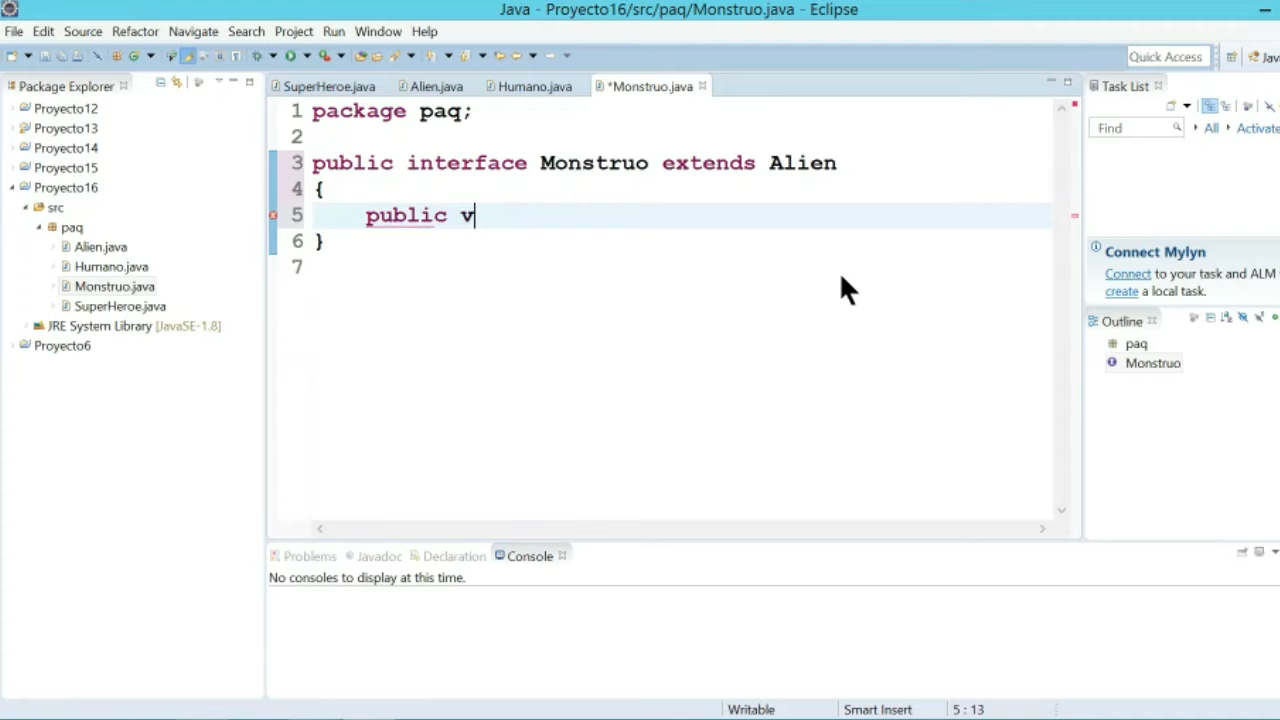 Java - Proyecto16/src/paq/Monstruo.java - Eclipse
File Edit Source Refactor Navigate Search Project Run Window Help
Quick Access
Package Explorer
Proyecto12
Proyecto13
Proyecto14
Proyecto15
Proyecto16
src
paq
Alien.java
Humano.java
Monstruo.java
SuperHeroe.java
JRE System Library [JavaSE-1.8]
Proyecto6
SuperHeroe.java Alien.java Humano.java *Monstruo.java
1 package paq;
2
3 public interface Monstruo extends Alien
4 {
5 public v
6 }
7
Task List
Find All Activate
Connect Mylyn
Connect to your task and ALM
create a local task.
Outline
paq
Monstruo
Problems Javadoc Declaration Console
No consoles to display at this time.
Writable Smart Insert 5 : 13